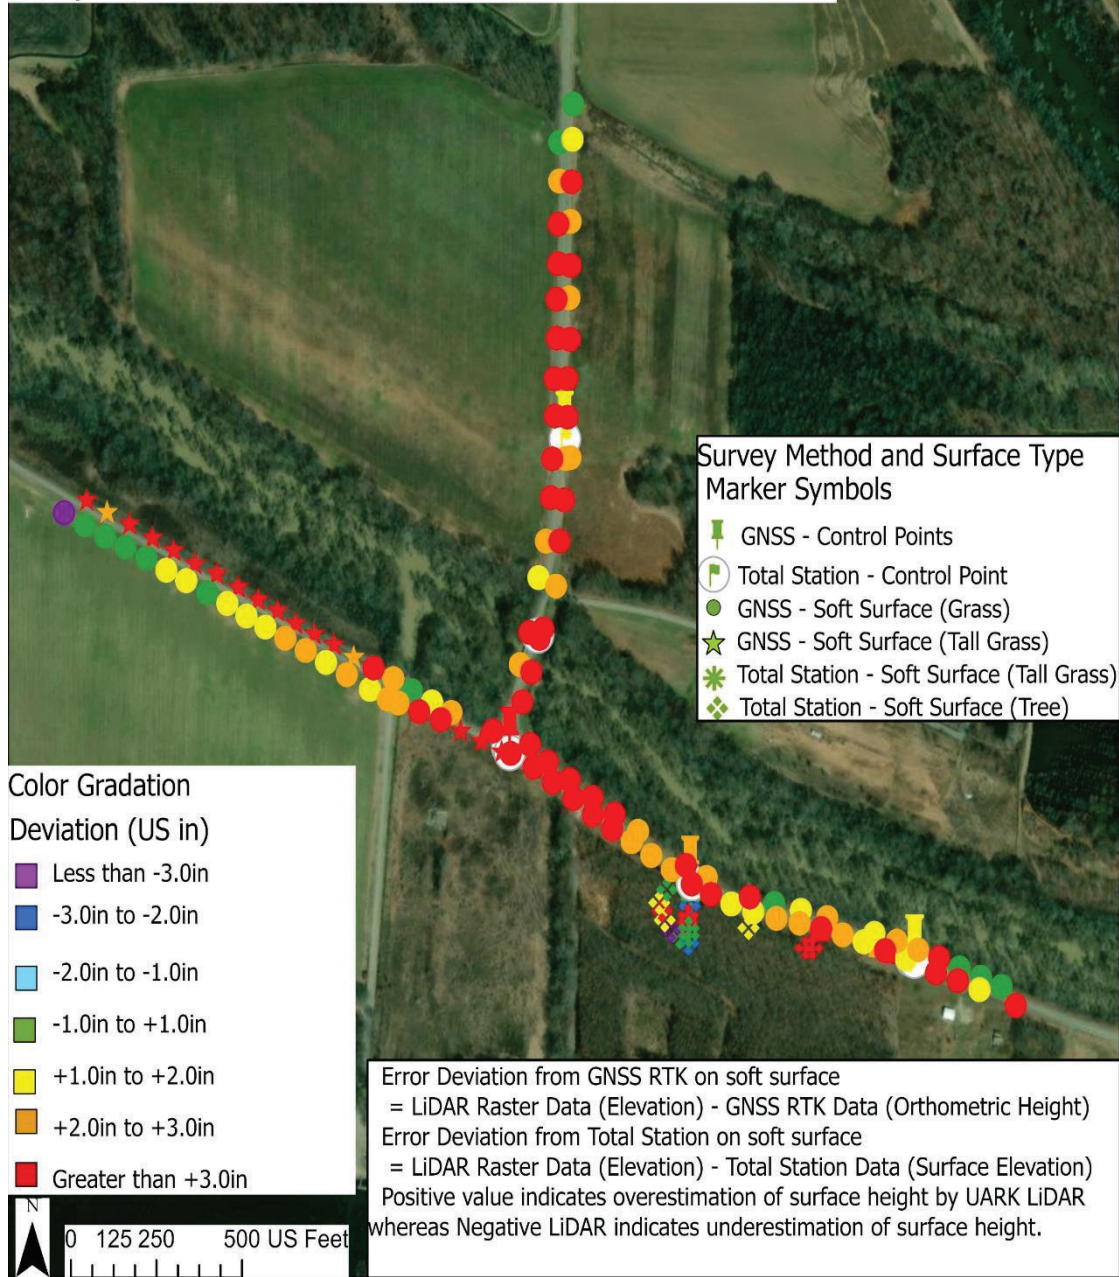 Survey Method and Surface Type
Marker Symbols
GNSS - Control Points
Total Station - Control Point
GNSS - Soft Surface (Grass)
GNSS - Soft Surface (Tall Grass)
Total Station - Soft Surface (Tall Grass)
Total Station - Soft Surface (Tree)
Color Gradation
Deviation (US in)
Less than -3.0in
-3.0in to -2.0in
-2.0in to -1.0in
-1.0in to +1.0in
+1.0in to +2.0in
+2.0in to +3.0in
Greater than +3.0in
N
0 125 250 500 US Feet
Error Deviation from GNSS RTK on soft surface
= LiDAR Raster Data (Elevation) - GNSS RTK Data (Orthometric Height)
Error Deviation from Total Station on soft surface
= LiDAR Raster Data (Elevation) - Total Station Data (Surface Elevation)
Positive value indicates overestimation of surface height by UARK LiDAR
whereas Negative LiDAR indicates underestimation of surface height.